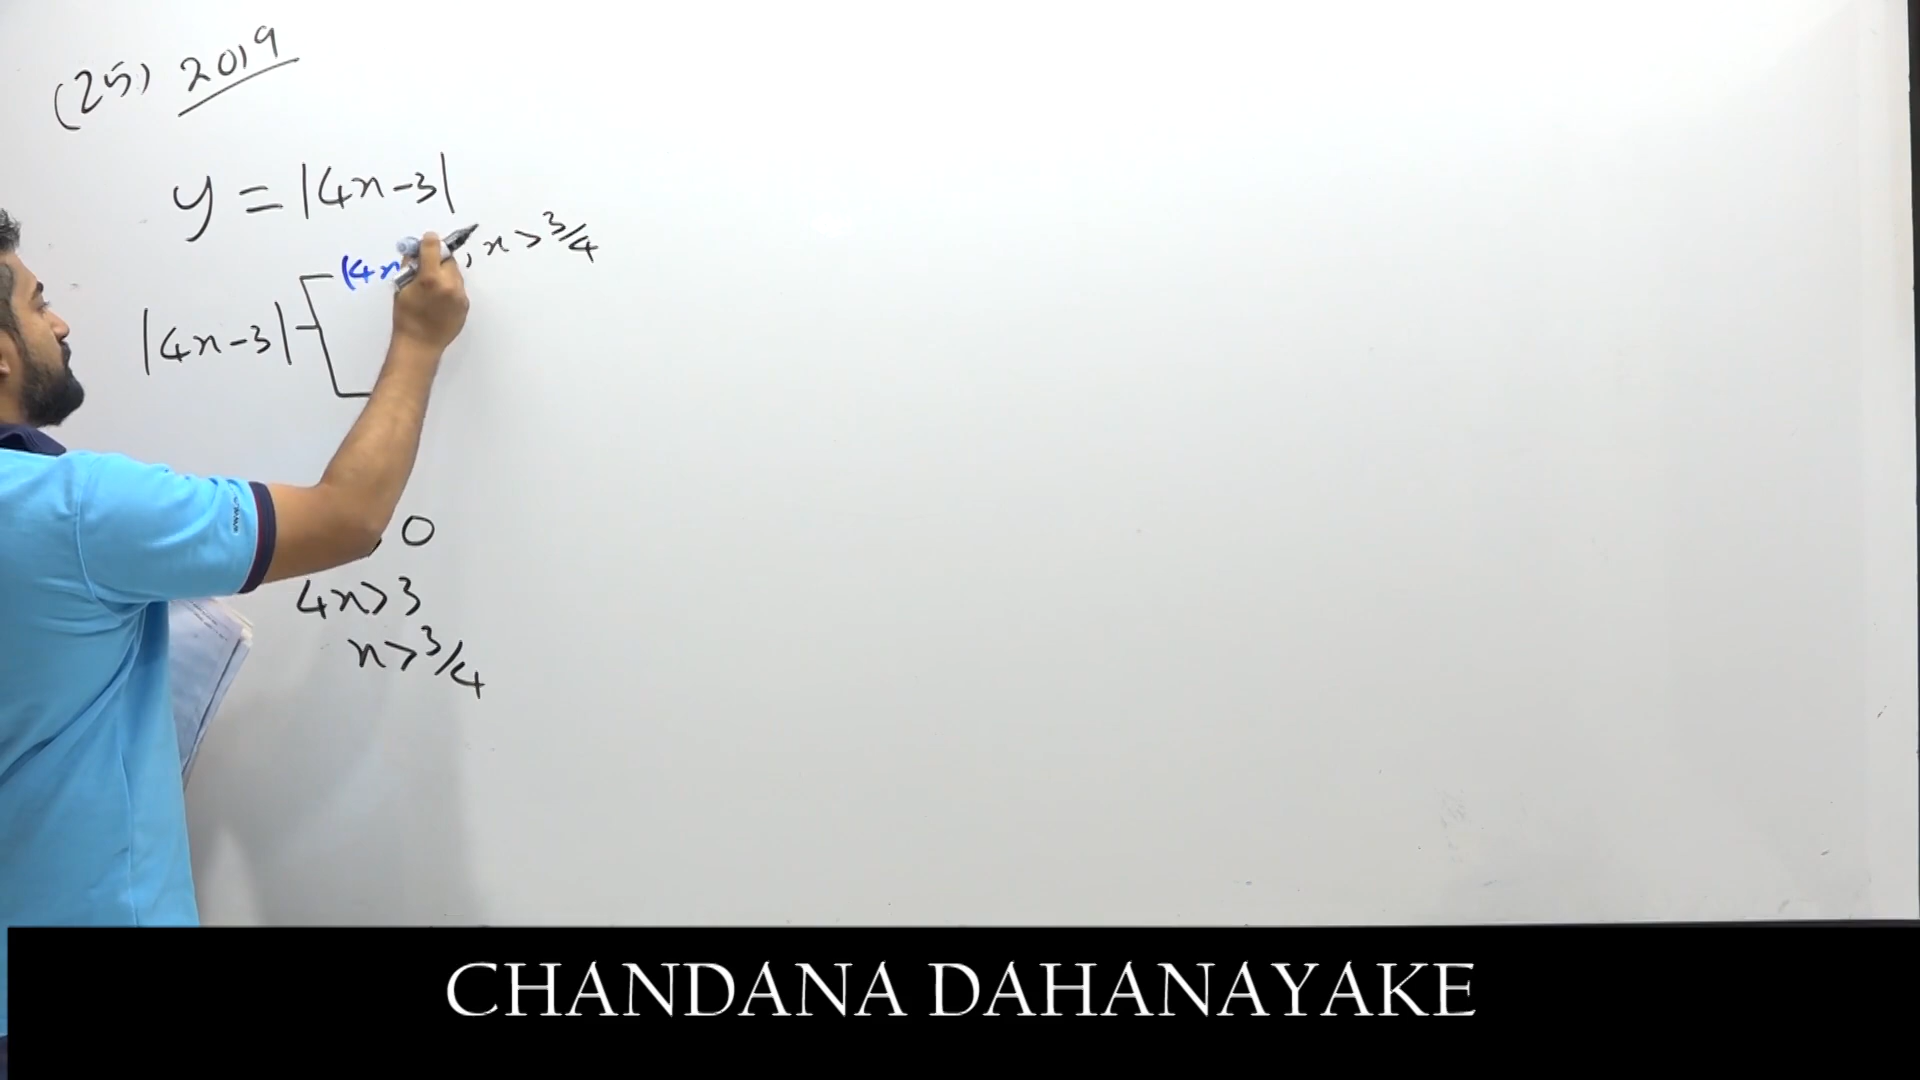 (25) 2019
y = |4x-3|
(4x , x > 3/4
|4x-3|
0
4x>3
x>3/4
CHANDANA DAHANAYAKE